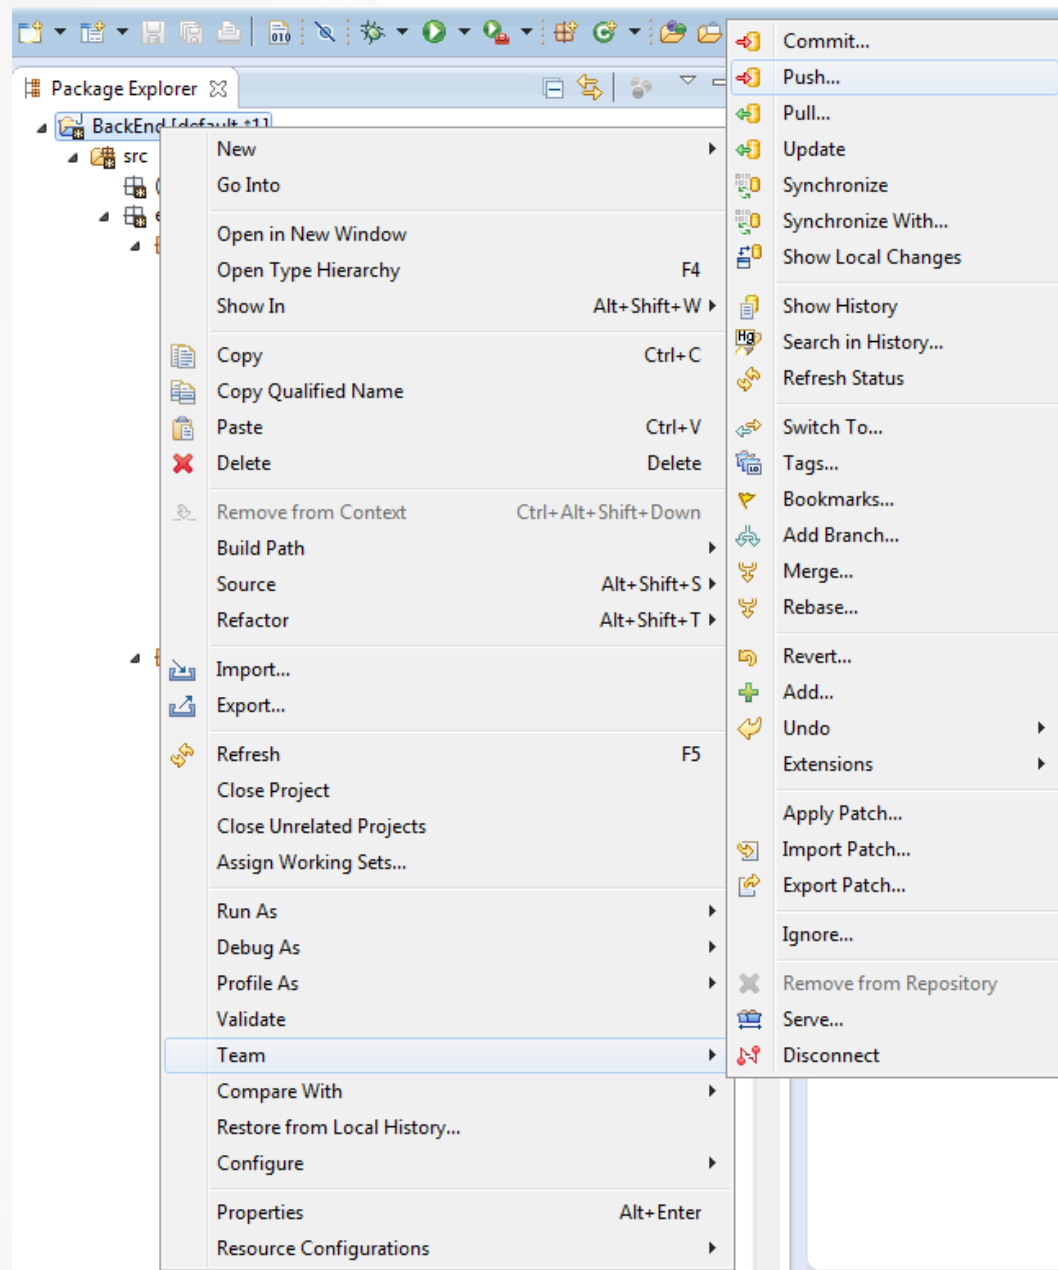 Package Explorer
BackEnd [default *1]
src
New
Go Into
Open in New Window
Open Type Hierarchy F4
Show In Alt+Shift+W
Copy Ctrl+C
Copy Qualified Name
Paste Ctrl+V
Delete Delete
Remove from Context Ctrl+Alt+Shift+Down
Build Path
Source Alt+Shift+S
Refactor Alt+Shift+T
Import...
Export...
Refresh F5
Close Project
Close Unrelated Projects
Assign Working Sets...
Run As
Debug As
Profile As
Validate
Team
Compare With
Restore from Local History...
Configure
Properties Alt+Enter
Resource Configurations
Commit...
Push...
Pull...
Update
Synchronize
Synchronize With...
Show Local Changes
Show History
Search in History...
Refresh Status
Switch To...
Tags...
Bookmarks...
Add Branch...
Merge...
Rebase...
Revert...
Add...
Undo
Extensions
Apply Patch...
Import Patch...
Export Patch...
Ignore...
Remove from Repository
Serve...
Disconnect